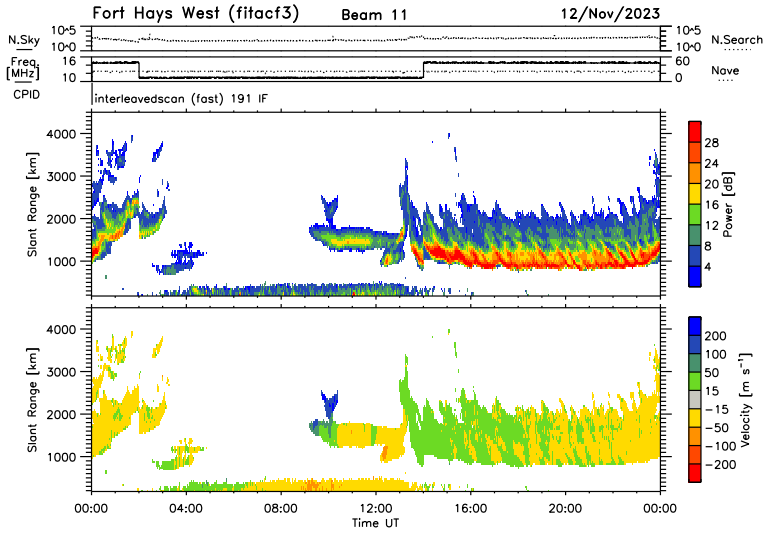 Fort Hays West (fitacf3) Beam 11 12/Nov/2023
N.Sky 10^5 10^0 10^5 10^0 N.Search
Freq. [MHz] 16 10 60 0 Nave
CPID interleavedscan (fast) 191 IF
Slant Range [km] 4000 3000 2000 1000
28 24 20 16 12 8 4 Power [dB]
Slant Range [km] 4000 3000 2000 1000
200 100 50 15 -15 -50 -100 -200 Velocity [m s⁻¹]
00:00 04:00 08:00 12:00 16:00 20:00 00:00
Time UT